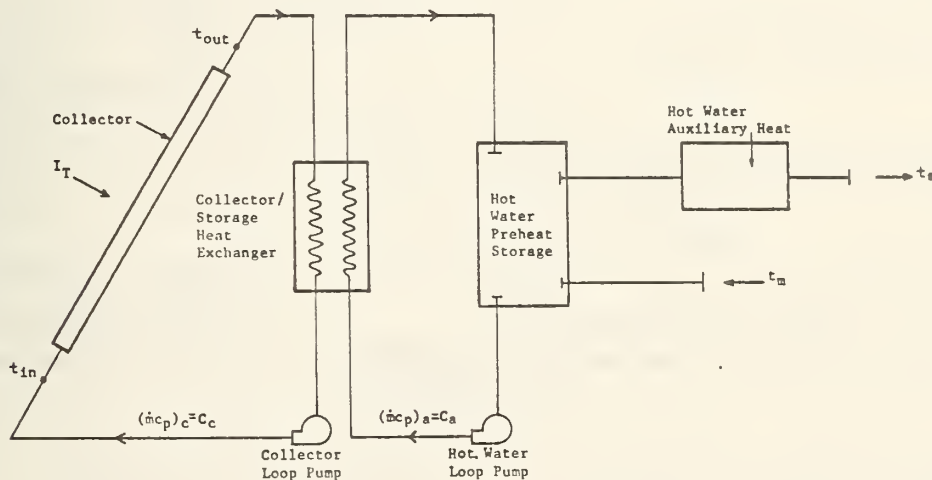 t_out
Collector
I_T
Collector/
Storage
Heat
Exchanger
Hot
Water
Preheat
Storage
Hot Water
Auxiliary Heat
t_m
t_in
(ṁc_p)_c=C_c
(ṁc_p)_a=C_a
Collector
Loop Pump
Hot Water
Loop Pump